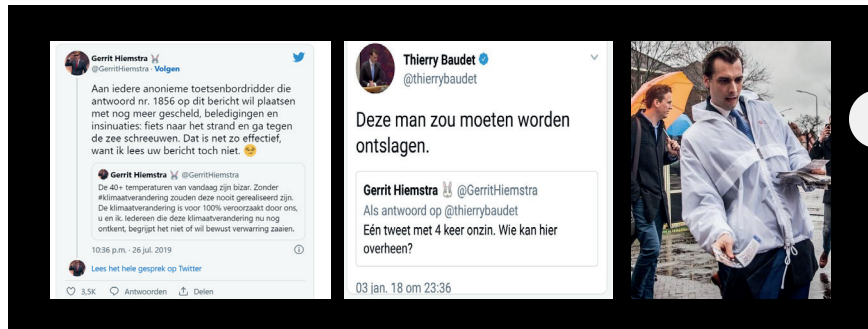 Gerrit Hiemstra
@GerritHiemstra · Volgen
Aan iedere anonieme toetsenbordridder die
antwoord nr. 1856 op dit bericht wil plaatsen
met nog meer gescheld, beledigingen en
insinuaties: fiets naar het strand en ga tegen
de zee schreeuwen. Dat is net zo effectief,
want ik lees uw bericht toch niet. 😏
Gerrit Hiemstra 🐰 @GerritHiemstra
De 40+ temperaturen van vandaag zijn bizar. Zonder
#klimaatverandering zouden deze nooit gerealiseerd zijn.
De klimaatverandering is voor 100% veroorzaakt door ons,
u en ik. Iedereen die deze klimaatverandering nu nog
ontkent, begrijpt het niet of wil bewust verwarring zaaien.
10:36 p.m. · 26 jul. 2019
Lees het hele gesprek op Twitter
3,5K Antwoorden Delen
Thierry Baudet
@thierrybaudet
Deze man zou moeten worden
ontslagen.
Gerrit Hiemstra 🐰 @GerritHiemstra
Als antwoord op @thierrybaudet
Eén tweet met 4 keer onzin. Wie kan hier
overheen?
03 jan. 18 om 23:36